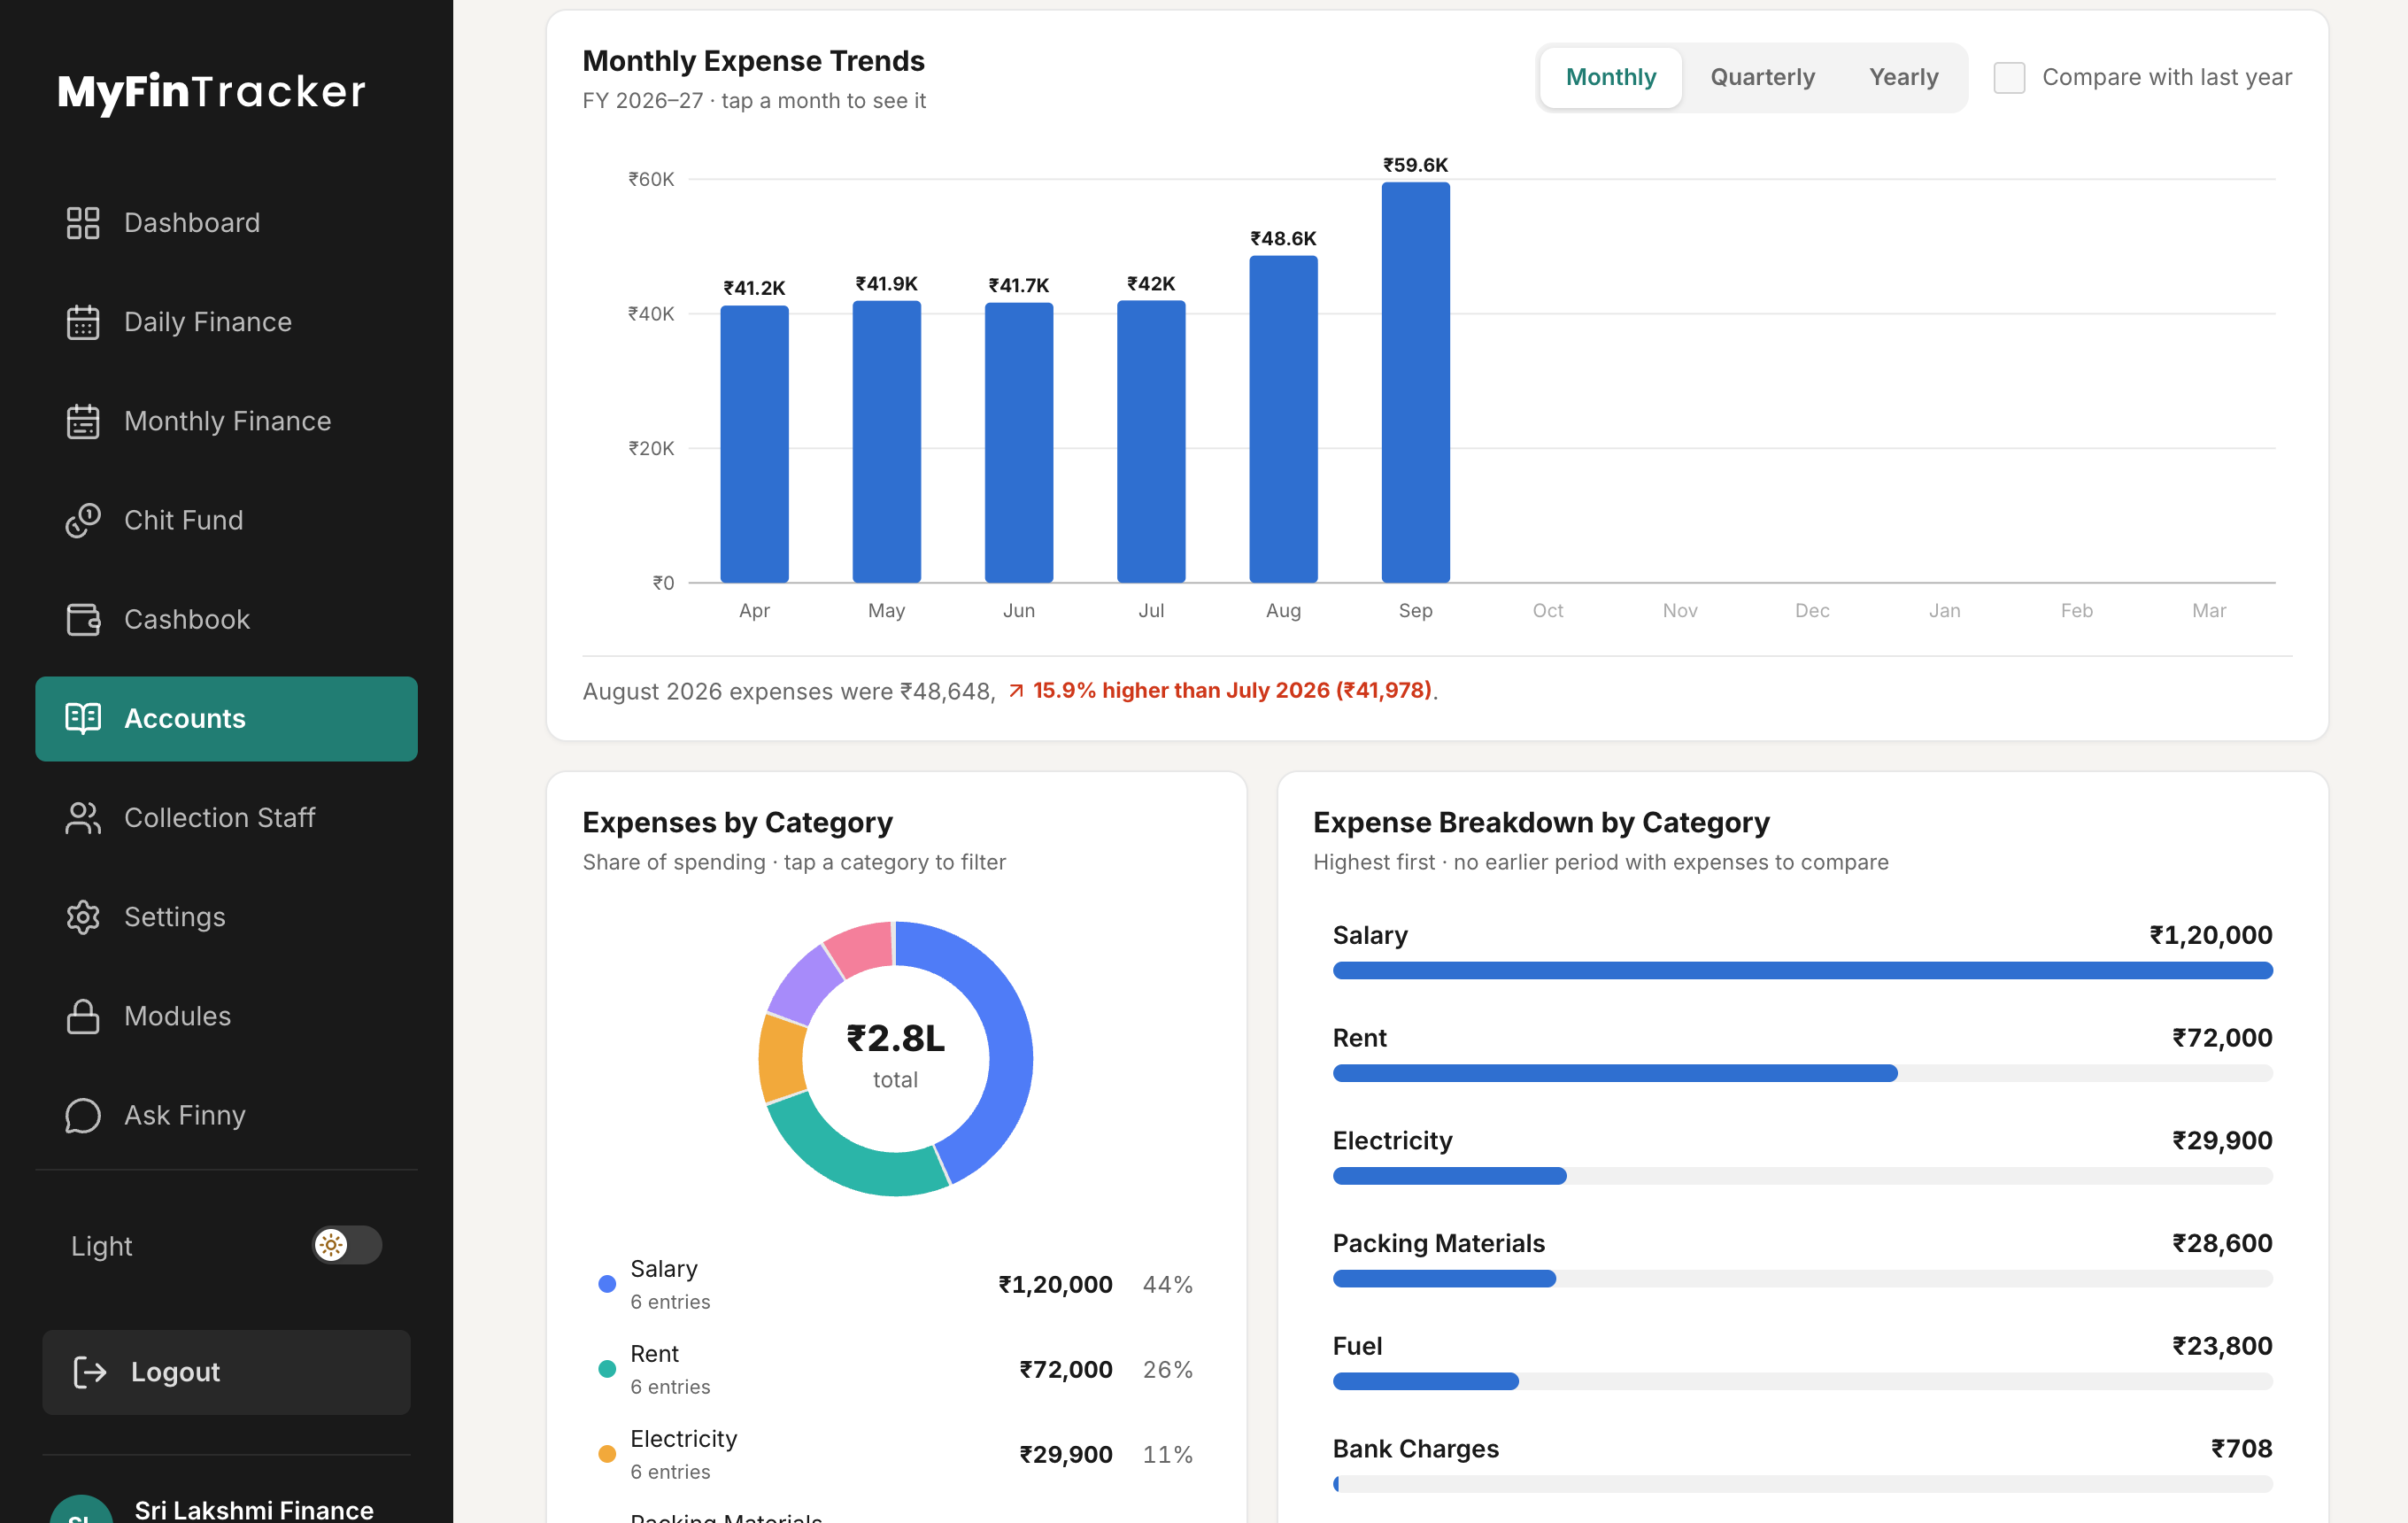 MyFinTracker
Dashboard
Daily Finance
Monthly Finance
Chit Fund
Cashbook
Accounts
Collection Staff
Settings
Modules
Ask Finny
Light
Logout
Sri Lakshmi Finance
Monthly Expense Trends
FY 2026–27 · tap a month to see it
Monthly Quarterly Yearly
Compare with last year
₹60K
₹40K
₹20K
₹0
₹41.2K
₹41.9K
₹41.7K
₹42K
₹48.6K
₹59.6K
Apr May Jun Jul Aug Sep Oct Nov Dec Jan Feb Mar
August 2026 expenses were ₹48,648, ↗ 15.9% higher than July 2026 (₹41,978).
Expenses by Category
Share of spending · tap a category to filter
₹2.8L
total
Salary ₹1,20,000 44%
6 entries
Rent ₹72,000 26%
6 entries
Electricity ₹29,900 11%
6 entries
Packing Materials
Expense Breakdown by Category
Highest first · no earlier period with expenses to compare
Salary ₹1,20,000
Rent ₹72,000
Electricity ₹29,900
Packing Materials ₹28,600
Fuel ₹23,800
Bank Charges ₹708